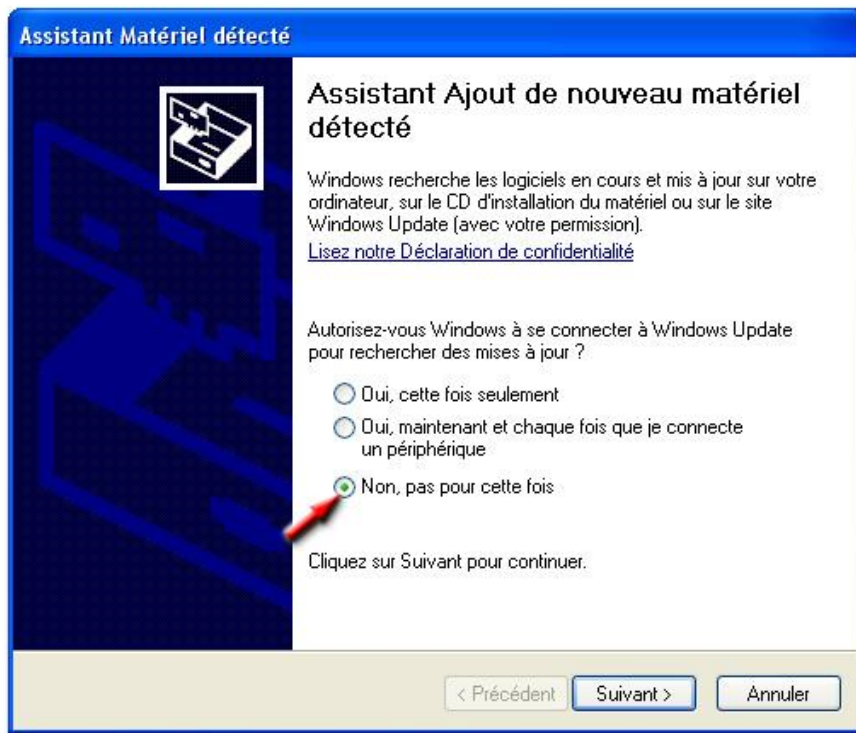 Assistant Matériel détecté
Assistant Ajout de nouveau matériel
détecté
Windows recherche les logiciels en cours et mis à jour sur votre
ordinateur, sur le CD d'installation du matériel ou sur le site
Windows Update (avec votre permission).
Lisez notre Déclaration de confidentialité
Autorisez-vous Windows à se connecter à Windows Update
pour rechercher des mises à jour ?
Oui, cette fois seulement
Oui, maintenant et chaque fois que je connecte
un périphérique
Non, pas pour cette fois
Cliquez sur Suivant pour continuer.
< Précédent
Suivant >
Annuler